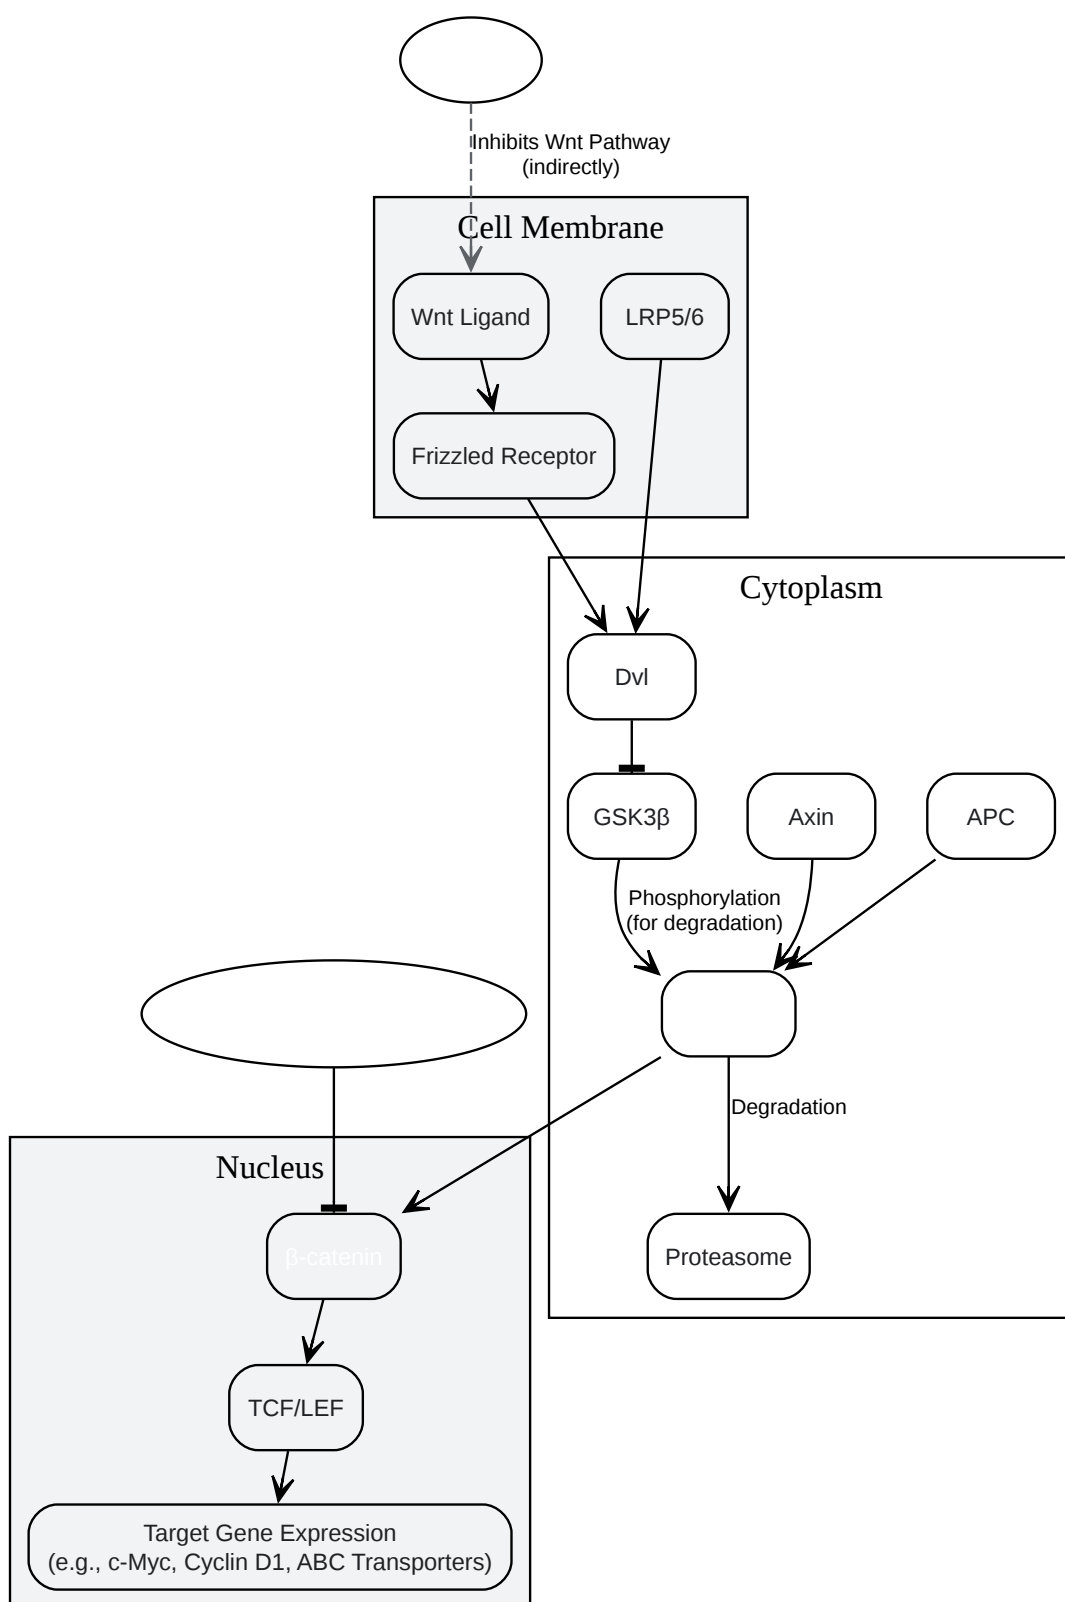 Inhibits Wnt Pathway
(indirectly)
Cell Membrane
Wnt Ligand
LRP5/6
Frizzled Receptor
Cytoplasm
Dvl
GSK3β
Axin
APC
Phosphorylation
(for degradation)
Degradation
Nucleus
β-catenin
Proteasome
TCF/LEF
Target Gene Expression
(e.g., c-Myc, Cyclin D1, ABC Transporters)